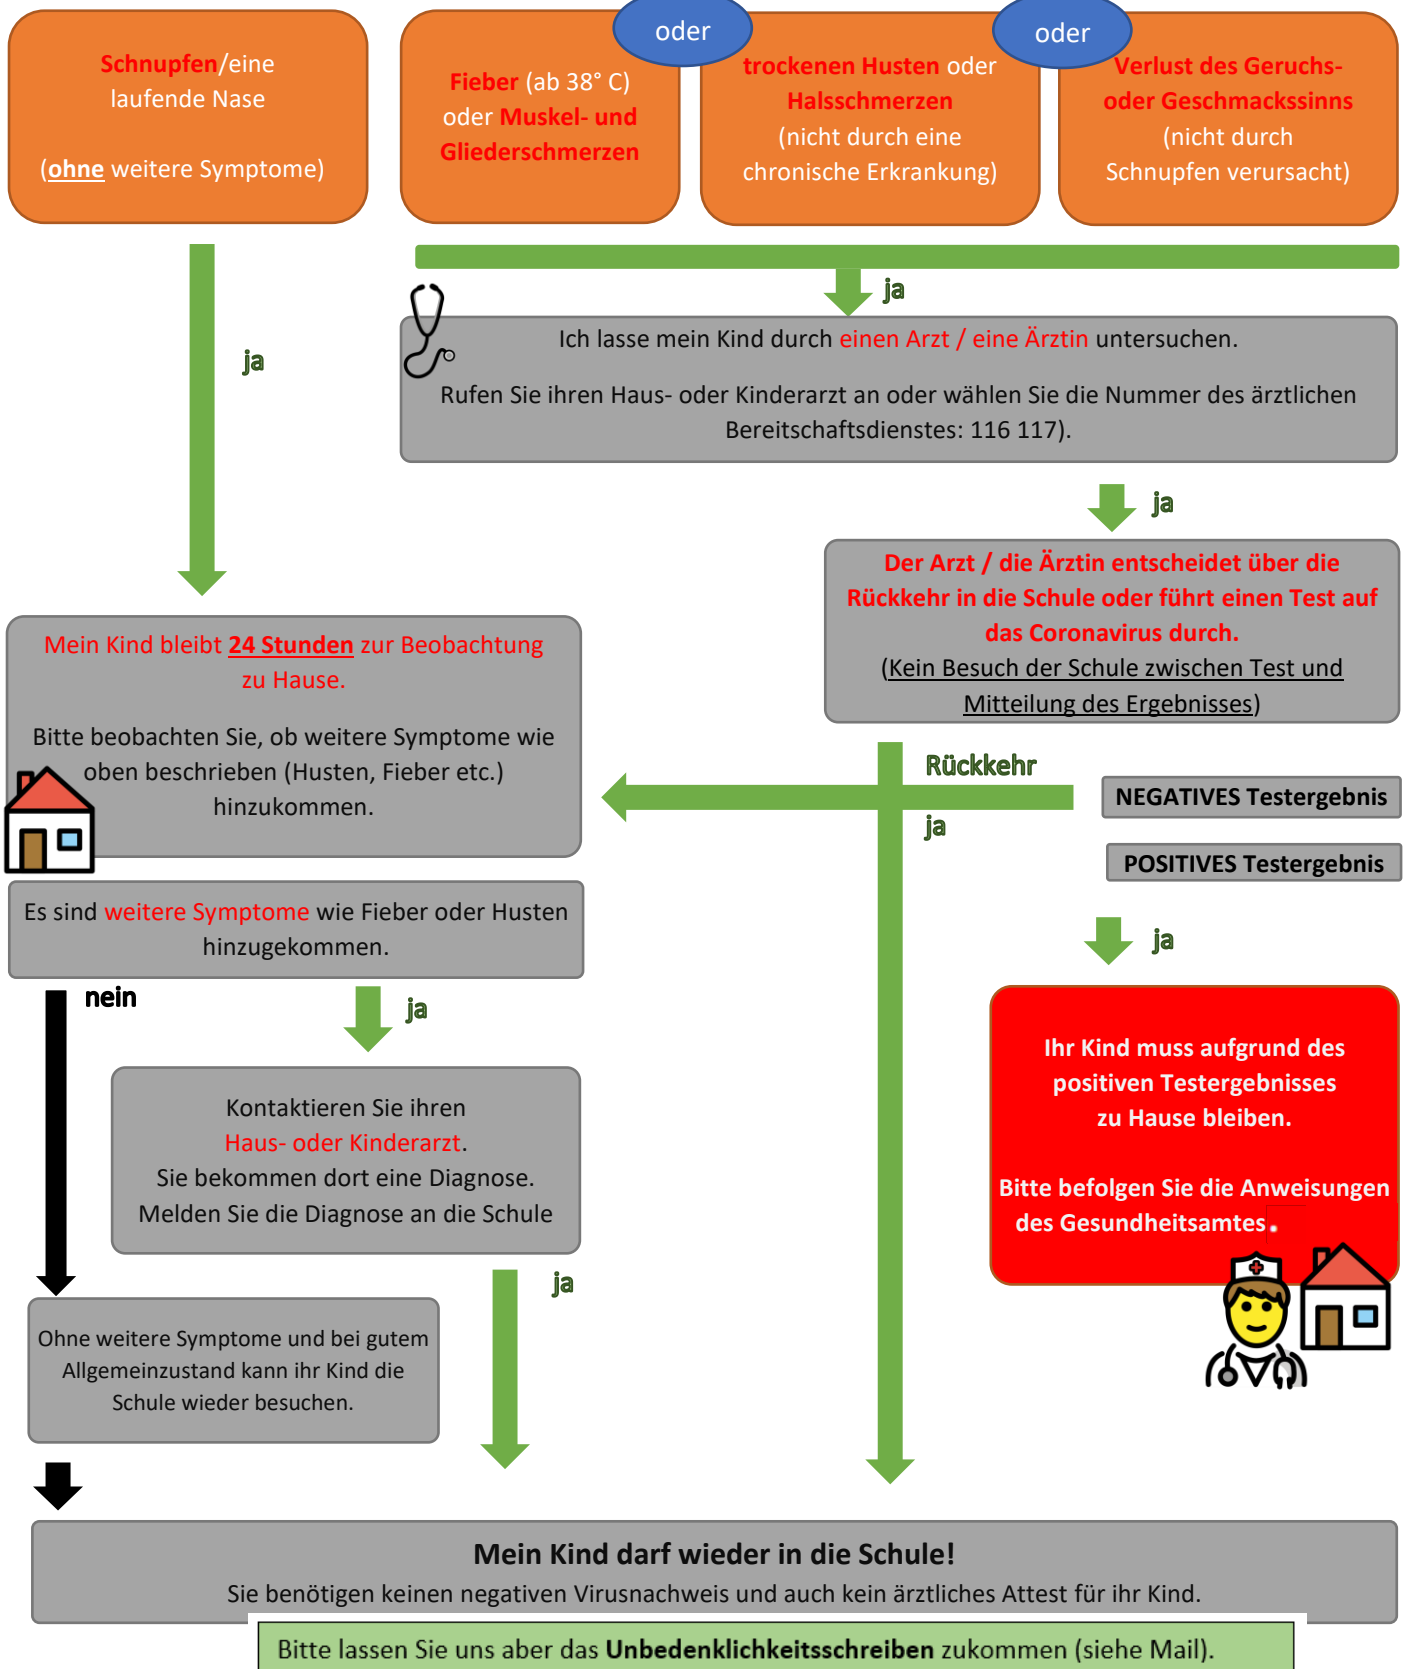 Schnupfen/eine
laufende Nase
(ohne weitere Symptome)
Fieber (ab 38° C)
oder Muskel- und
Gliederschmerzen
oder
trockenen Husten oder
Halsschmerzen
(nicht durch eine
chronische Erkrankung)
oder
Verlust des Geruchs-
oder Geschmackssinns
(nicht durch
Schnupfen verursacht)
ja
ja
Ich lasse mein Kind durch einen Arzt / eine Ärztin untersuchen.
Rufen Sie ihren Haus- oder Kinderarzt an oder wählen Sie die Nummer des ärztlichen
Bereitschaftsdienstes: 116 117).
ja
Der Arzt / die Ärztin entscheidet über die
Rückkehr in die Schule oder führt einen Test auf
das Coronavirus durch.
(Kein Besuch der Schule zwischen Test und
Mitteilung des Ergebnisses)
Mein Kind bleibt 24 Stunden zur Beobachtung
zu Hause.
Bitte beobachten Sie, ob weitere Symptome wie
oben beschrieben (Husten, Fieber etc.)
hinzukommen.
Rückkehr
ja
NEGATIVES Testergebnis
POSITIVES Testergebnis
ja
Es sind weitere Symptome wie Fieber oder Husten
hinzugekommen.
nein
ja
Ihr Kind muss aufgrund des
positiven Testergebnisses
zu Hause bleiben.
Bitte befolgen Sie die Anweisungen
des Gesundheitsamtes.
Kontaktieren Sie ihren
Haus- oder Kinderarzt.
Sie bekommen dort eine Diagnose.
Melden Sie die Diagnose an die Schule
ja
Ohne weitere Symptome und bei gutem
Allgemeinzustand kann ihr Kind die
Schule wieder besuchen.
Mein Kind darf wieder in die Schule!
Sie benötigen keinen negativen Virusnachweis und auch kein ärztliches Attest für ihr Kind.
Bitte lassen Sie uns aber das Unbedenklichkeitsschreiben zukommen (siehe Mail).